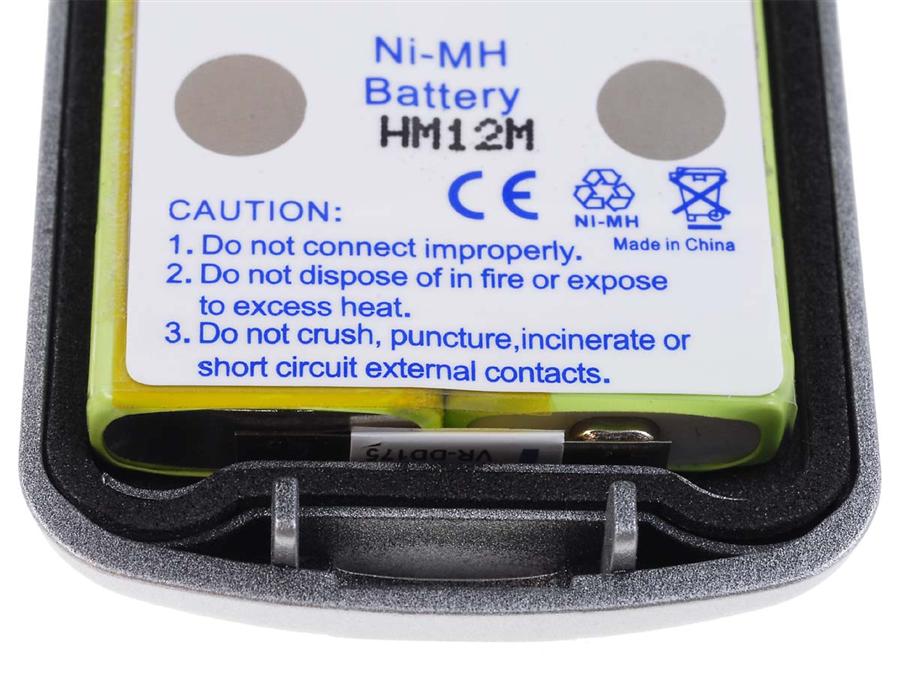 Ni-MH
Battery
HM12M
CE
NI-MH
Made in China
CAUTION:
1. Do not connect improperly.
2. Do not dispose of in fire or expose
to excess heat.
3. Do not crush, puncture,incinerate or
short circuit external contacts.
VR-DD175